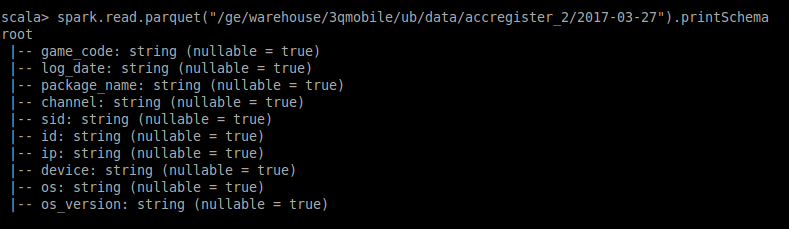 scala> spark.read.parquet("/ge/warehouse/3qmobile/ub/data/accregister_2/2017-03-27").printSchema
root
 |-- game_code: string (nullable = true)
 |-- log_date: string (nullable = true)
 |-- package_name: string (nullable = true)
 |-- channel: string (nullable = true)
 |-- sid: string (nullable = true)
 |-- id: string (nullable = true)
 |-- ip: string (nullable = true)
 |-- device: string (nullable = true)
 |-- os: string (nullable = true)
 |-- os_version: string (nullable = true)